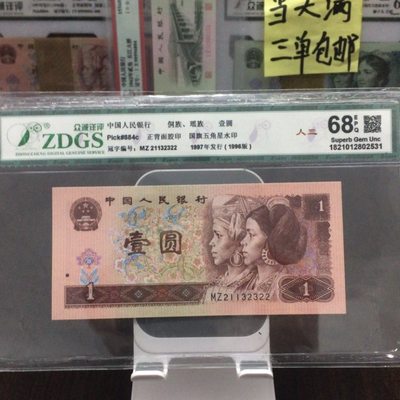 当天满
三单包邮
众诚评评
ZDGS
ZHONGCHENG DIGITAL GENUINE SERVICE
中国人民银行 侗族、瑶族 壹圆
Pick#884c 正背面胶印 国旗五角星水印
冠字编号: MZ 21132322 1997年发行(1996版)
人二
68 EPQ
Superb Gem Unc
1821012802531
中国人民银行
壹圆
1
1
1
MZ21132322